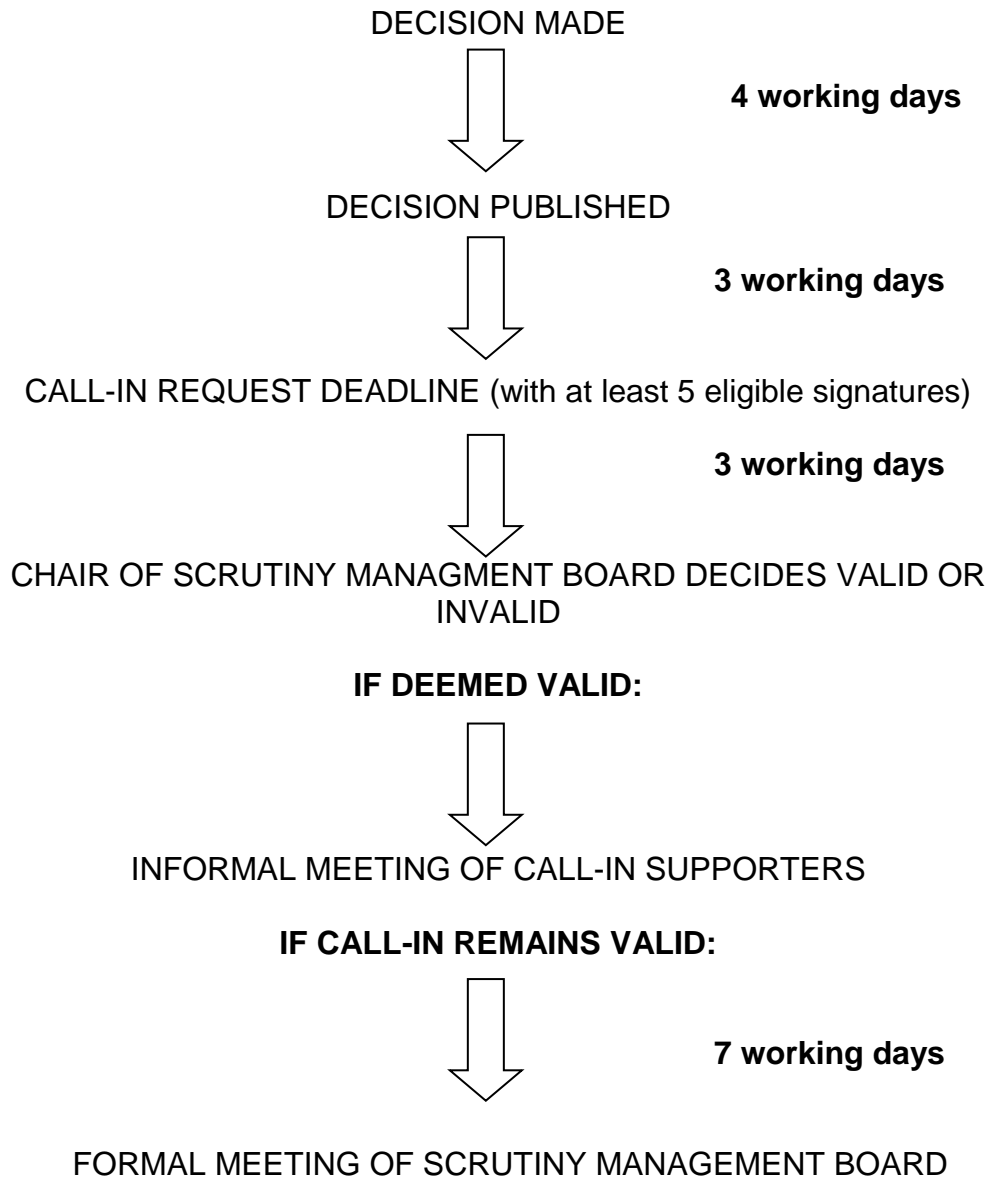 DECISION MADE
4 working days
DECISION PUBLISHED
3 working days
CALL-IN REQUEST DEADLINE (with at least 5 eligible signatures)
3 working days
CHAIR OF SCRUTINY MANAGMENT BOARD DECIDES VALID OR
INVALID
IF DEEMED VALID:
INFORMAL MEETING OF CALL-IN SUPPORTERS
IF CALL-IN REMAINS VALID:
7 working days
FORMAL MEETING OF SCRUTINY MANAGEMENT BOARD